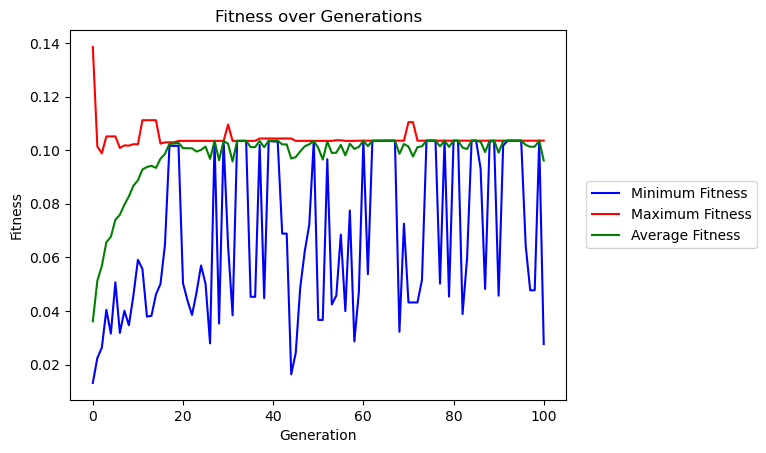 Fitness over Generations
0.14
0.12
0.10
0.08
0.06
0.04
0.02
Fitness
0
20
40
60
80
100
Generation
Minimum Fitness
Maximum Fitness
Average Fitness